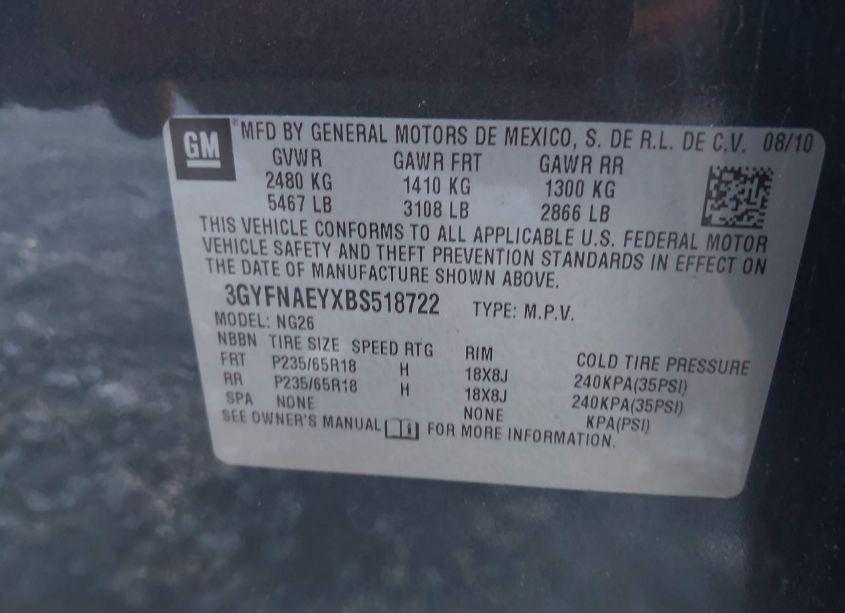 GM
® MFD BY GENERAL MOTORS DE MEXICO, S. DE R.L. DE C.V. 08/10
GVWR GAWR FRT GAWR RR
2480 KG 1410 KG 1300 KG
5467 LB 3108 LB 2866 LB
THIS VEHICLE CONFORMS TO ALL APPLICABLE U.S. FEDERAL MOTOR
VEHICLE SAFETY AND THEFT PREVENTION STANDARDS IN EFFECT ON
THE DATE OF MANUFACTURE SHOWN ABOVE.
3GYFNAEYXBS518722 TYPE: M.P.V.
MODEL: NG26
NBBN TIRE SIZE SPEED RTG RIM COLD TIRE PRESSURE
FRT P235/65R18 H 18X8J 240KPA(35PSI)
RR P235/65R18 H 18X8J 240KPA(35PSI)
SPA NONE NONE KPA(PSI)
SEE OWNER'S MANUAL FOR MORE INFORMATION.